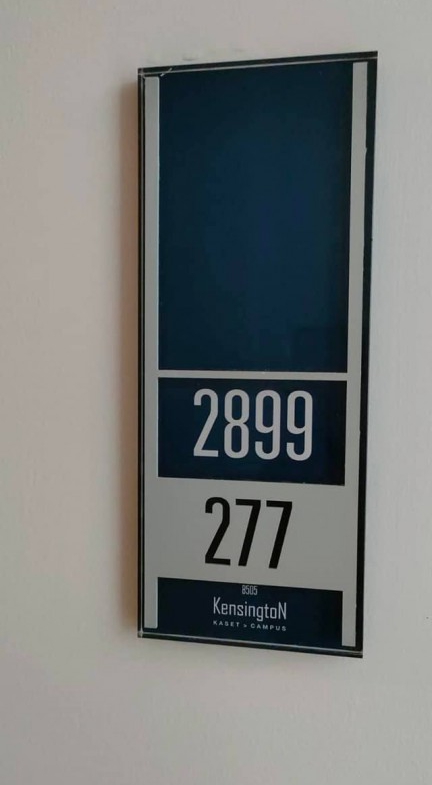 2899
277
8505
KensingtoN
KASET > CAMPUS